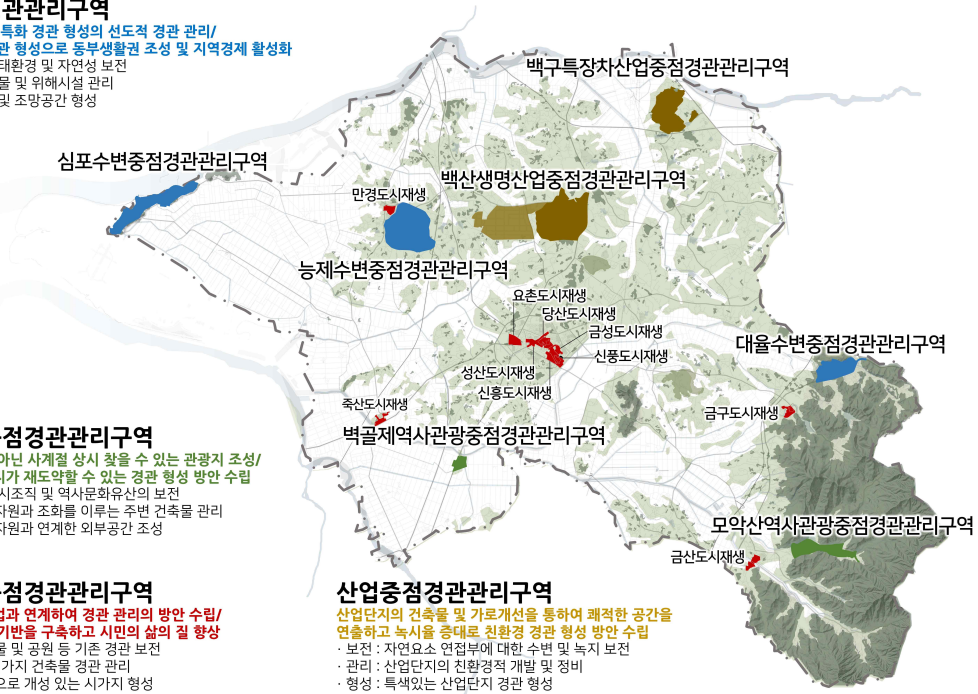 관관리구역
특화 경관 형성의 선도적 경관 관리/
관 형성으로 동부생활권 조성 및 지역경제 활성화
태환경 및 자연성 보전
물 및 위해시설 관리
및 조망공간 형성
백구특장차산업중점경관관리구역
심포수변중점경관관리구역
백산생명산업중점경관관리구역
만경도시재생
능제수변중점경관관리구역
요촌도시재생
당산도시재생
금성도시재생
신풍도시재생
성산도시재생
신흥도시재생
대율수변중점경관관리구역
죽산도시재생
금구도시재생
벽골제역사관광중점경관관리구역
점경관관리구역
아닌 사계절 상시 찾을 수 있는 관광지 조성/
가 재도약할 수 있는 경관 형성 방안 수립
시조직 및 역사문화유산의 보전
자원과 조화를 이루는 주변 건축물 관리
자원과 연계한 외부공간 조성
모악산역사관광중점경관관리구역
금산도시재생
점경관관리구역
과 연계하여 경관 관리의 방안 수립/
기반을 구축하고 시민의 삶의 질 향상
물 및 공원 등 기존 경관 보전
가지 건축물 경관 관리
으로 개성 있는 시가지 형성
산업중점경관관리구역
산업단지의 건축물 및 가로개선을 통하여 쾌적한 공간을
연출하고 녹시율 증대로 친환경 경관 형성 방안 수립
· 보전 : 자연요소 연접부에 대한 수변 및 녹지 보전
· 관리 : 산업단지의 친환경적 개발 및 정비
· 형성 : 특색있는 산업단지 경관 형성